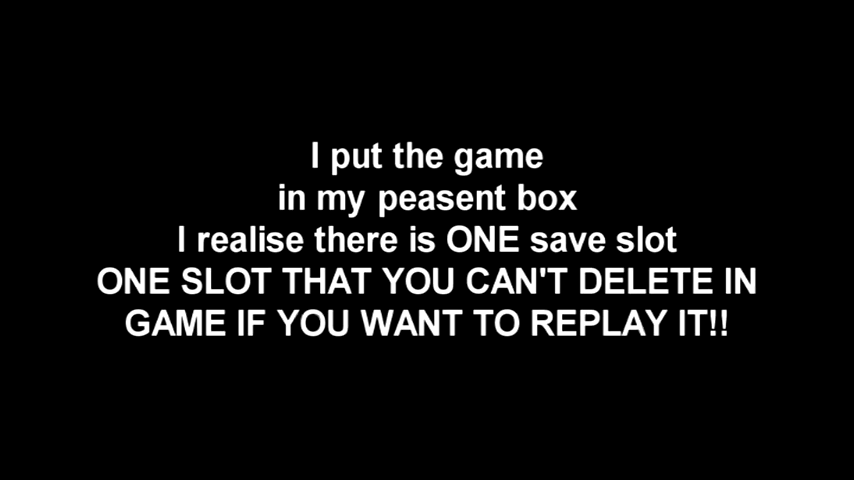 I put the game
in my peasent box
I realise there is ONE save slot
ONE SLOT THAT YOU CAN'T DELETE IN
GAME IF YOU WANT TO REPLAY IT!!